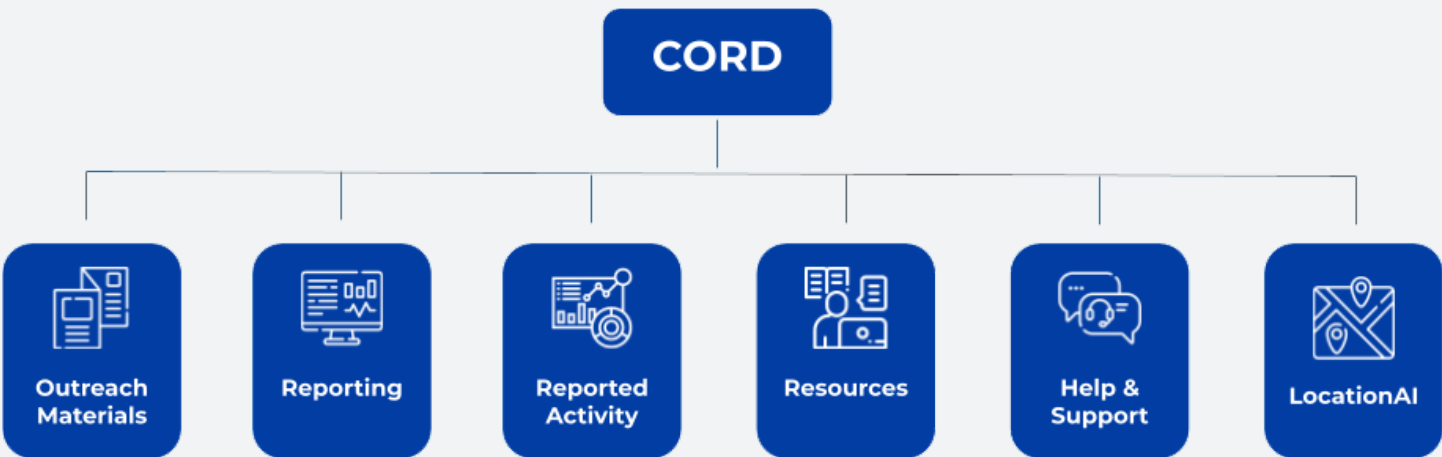 CORD
Outreach
Materials
Reporting
Reported
Activity
Resources
Help &
Support
LocationAI